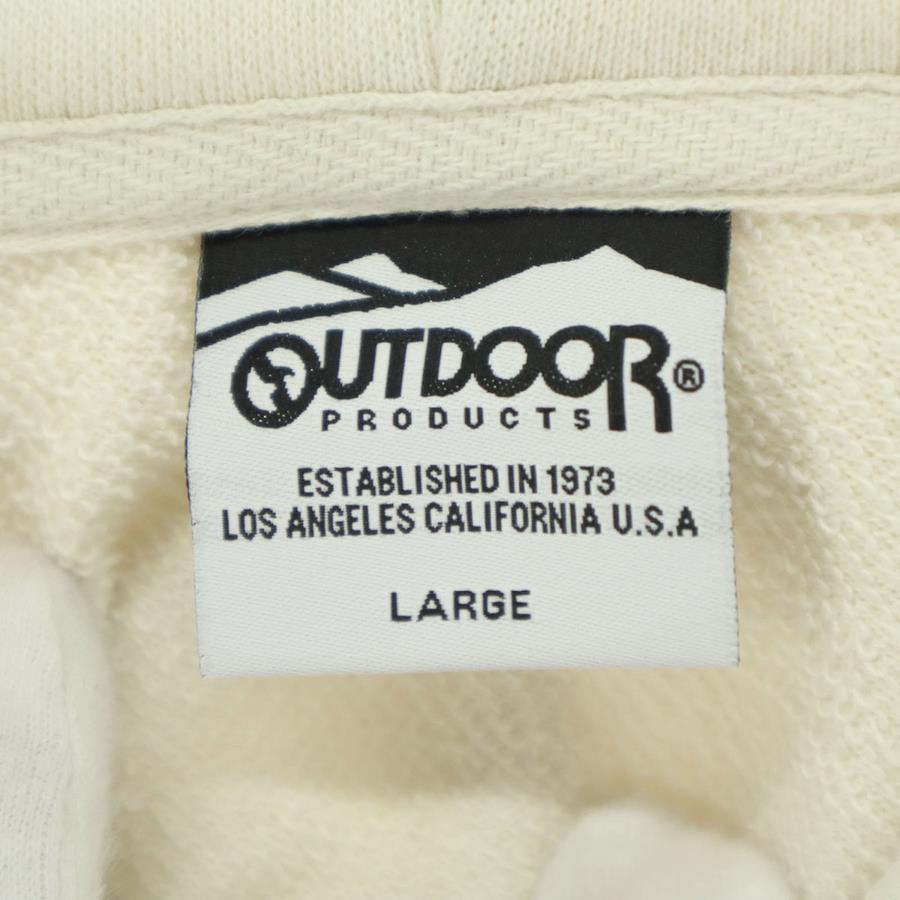 OUTDOOR®
PRODUCTS
ESTABLISHED IN 1973
LOS ANGELES CALIFORNIA U.S.A
LARGE